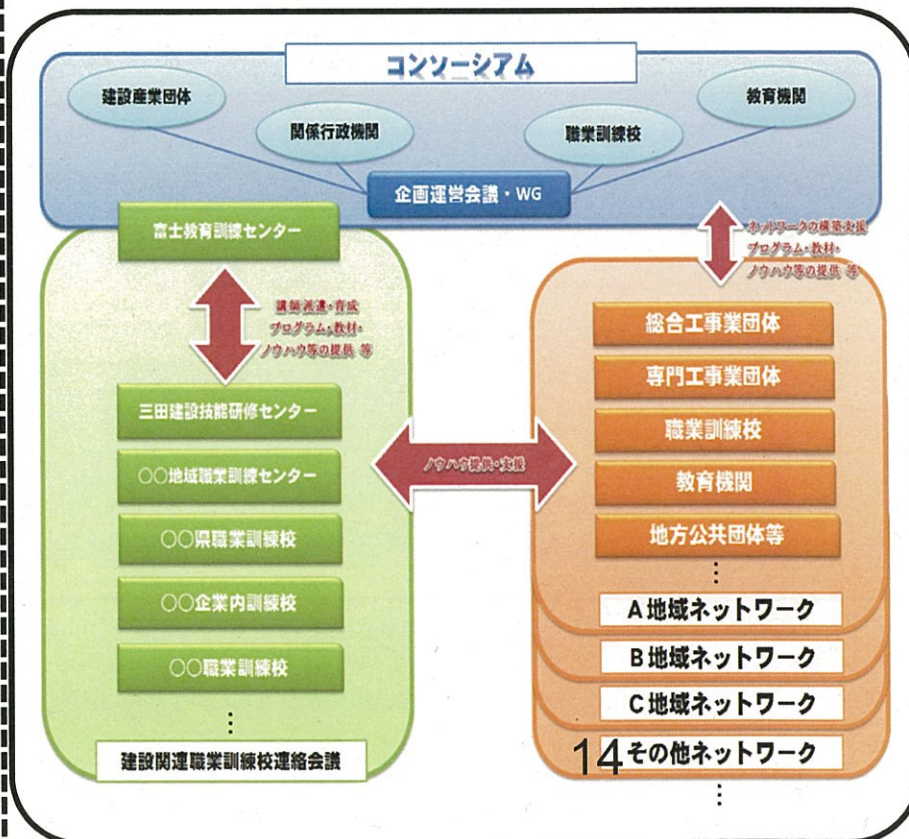 コンソーシアム
建設産業団体
関係行政機関
職業訓練校
教育機関
企画運営会議・WG
富士教育訓練センター
講師派遣・育成
プログラム・教材・
ノウハウ等の提供 等
三田建設技能研修センター
○○地域職業訓練センター
○○県職業訓練校
○○企業内訓練校
○○職業訓練校
⋮
建設関連職業訓練校連絡会議
ノウハウ提供・支援
ネットワークの構築支援
プログラム・教材・
ノウハウ等の提供 等
総合工事業団体
専門工事業団体
職業訓練校
教育機関
地方公共団体等
⋮
A地域ネットワーク
B地域ネットワーク
C地域ネットワーク
14
その他ネットワーク
⋮